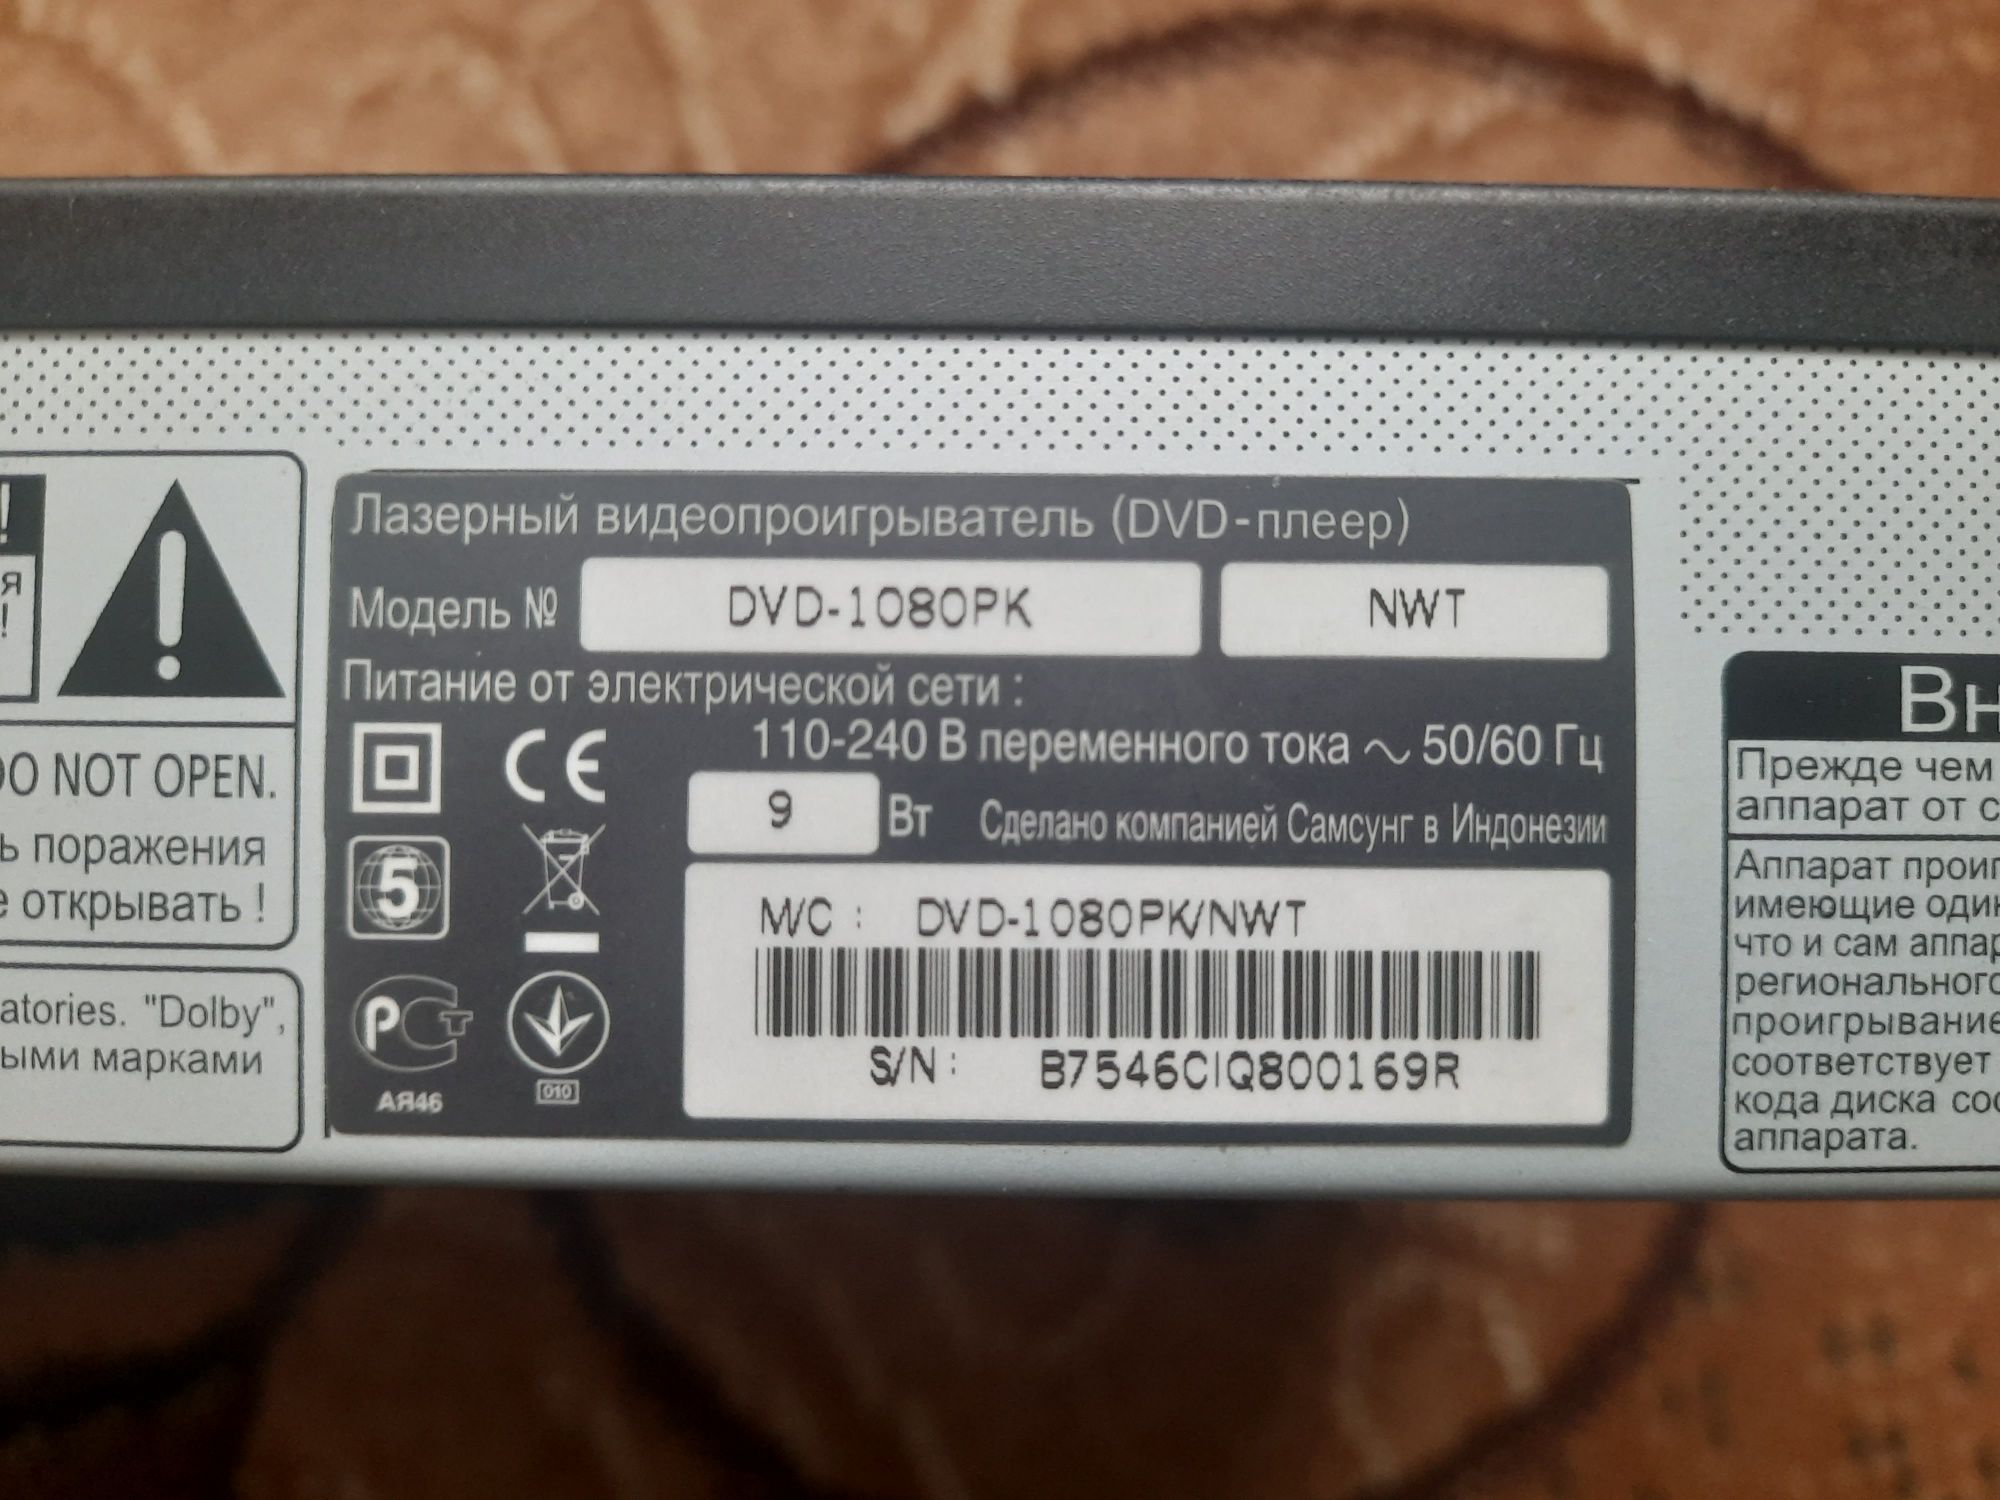 !
я
!
DO NOT OPEN.
ь поражения
е открывать !
atories. "Dolby",
ыми марками
Лазерный видеопроигрыватель (DVD-плеер)
Модель № DVD-1080PK NWT
Питание от электрической сети :
110-240 В переменного тока ~ 50/60 Гц
9 Вт Сделано компанией Самсунг в Индонезии
CE
5
M/C : DVD-1080PK/NWT
S/N : B7546CIQ800169R
РСТ
АЯ46
010
Вн
Прежде чем
аппарат от с
Аппарат проиг
имеющие один
что и сам аппар
регионального
проигрывание
соответствует
кода диска соо
аппарата.